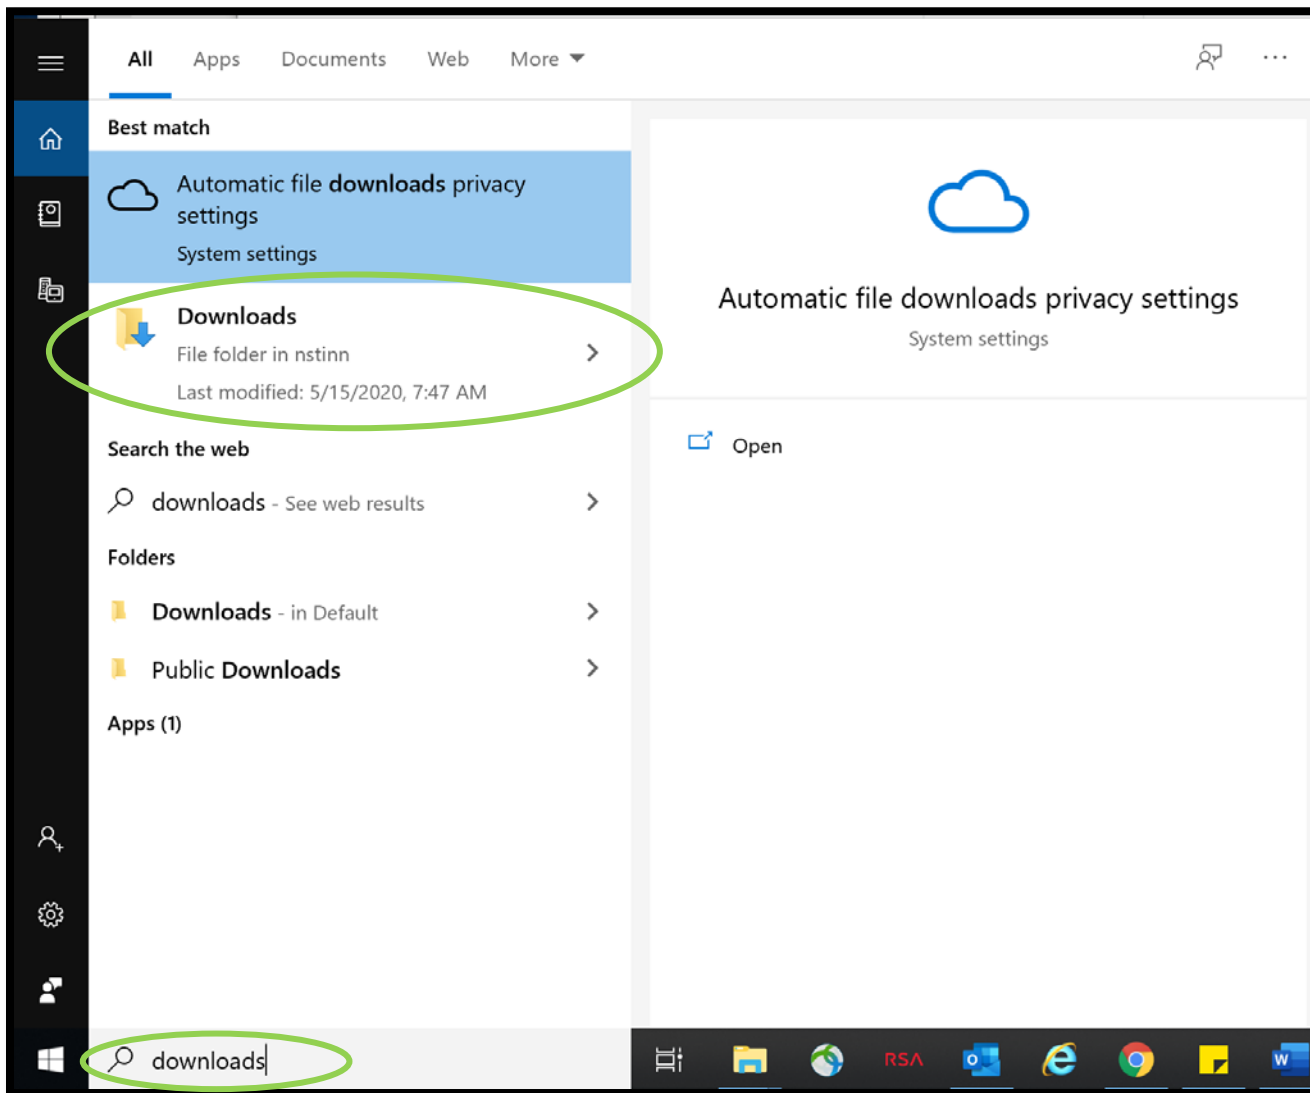 All Apps Documents Web More
Best match
Automatic file downloads privacy
settings
System settings
Downloads
File folder in nstinn
Last modified: 5/15/2020, 7:47 AM
Search the web
downloads - See web results
Folders
Downloads - in Default
Public Downloads
Apps (1)
Automatic file downloads privacy settings
System settings
Open
downloads
RSA